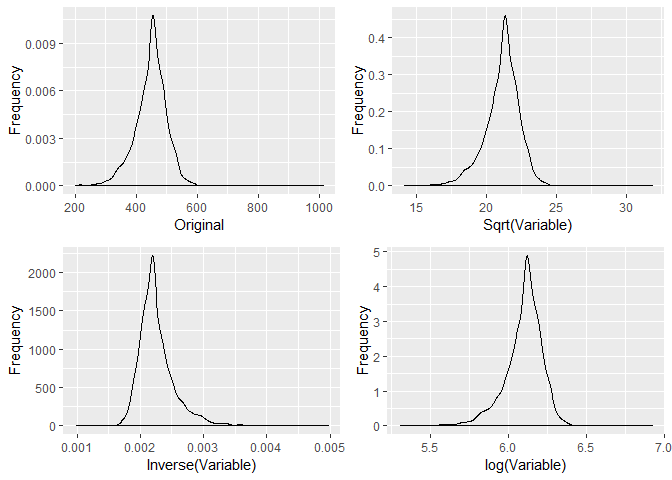 Frequency
0.009
0.006
0.003
0.000
200 400 600 800 1000
Original
Frequency
0.4
0.3
0.2
0.1
0.0
15 20 25 30
Sqrt(Variable)
Frequency
2000
1500
1000
500
0
0.001 0.002 0.003 0.004 0.005
Inverse(Variable)
Frequency
5
4
3
2
1
0
5.5 6.0 6.5 7.0
log(Variable)